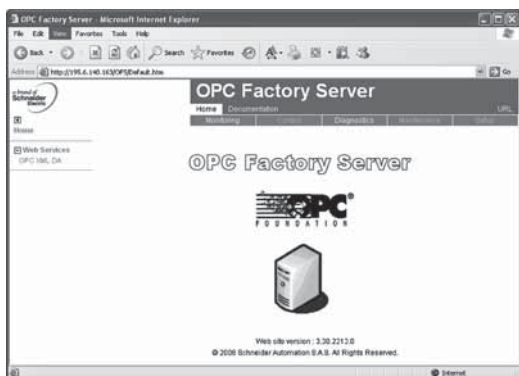 OPC Factory Server - Microsoft Internet Explorer
File Edit View Favorites Tools Help
Back Search Favorites
Address http://195.6.140.163/OFS/Default.htm Go
a brand of
Schneider
Electric
OPC Factory Server
Home Documentation URL
Monitoring Control Diagnostics Maintenance Setup
Home
Web Services
OPC XML DA
OPC Factory Server
OPC®
FOUNDATION
Web site version : 3.30.2213.0
© 2008 Schneider Automation S.A.S. All Rights Reserved.
Internet